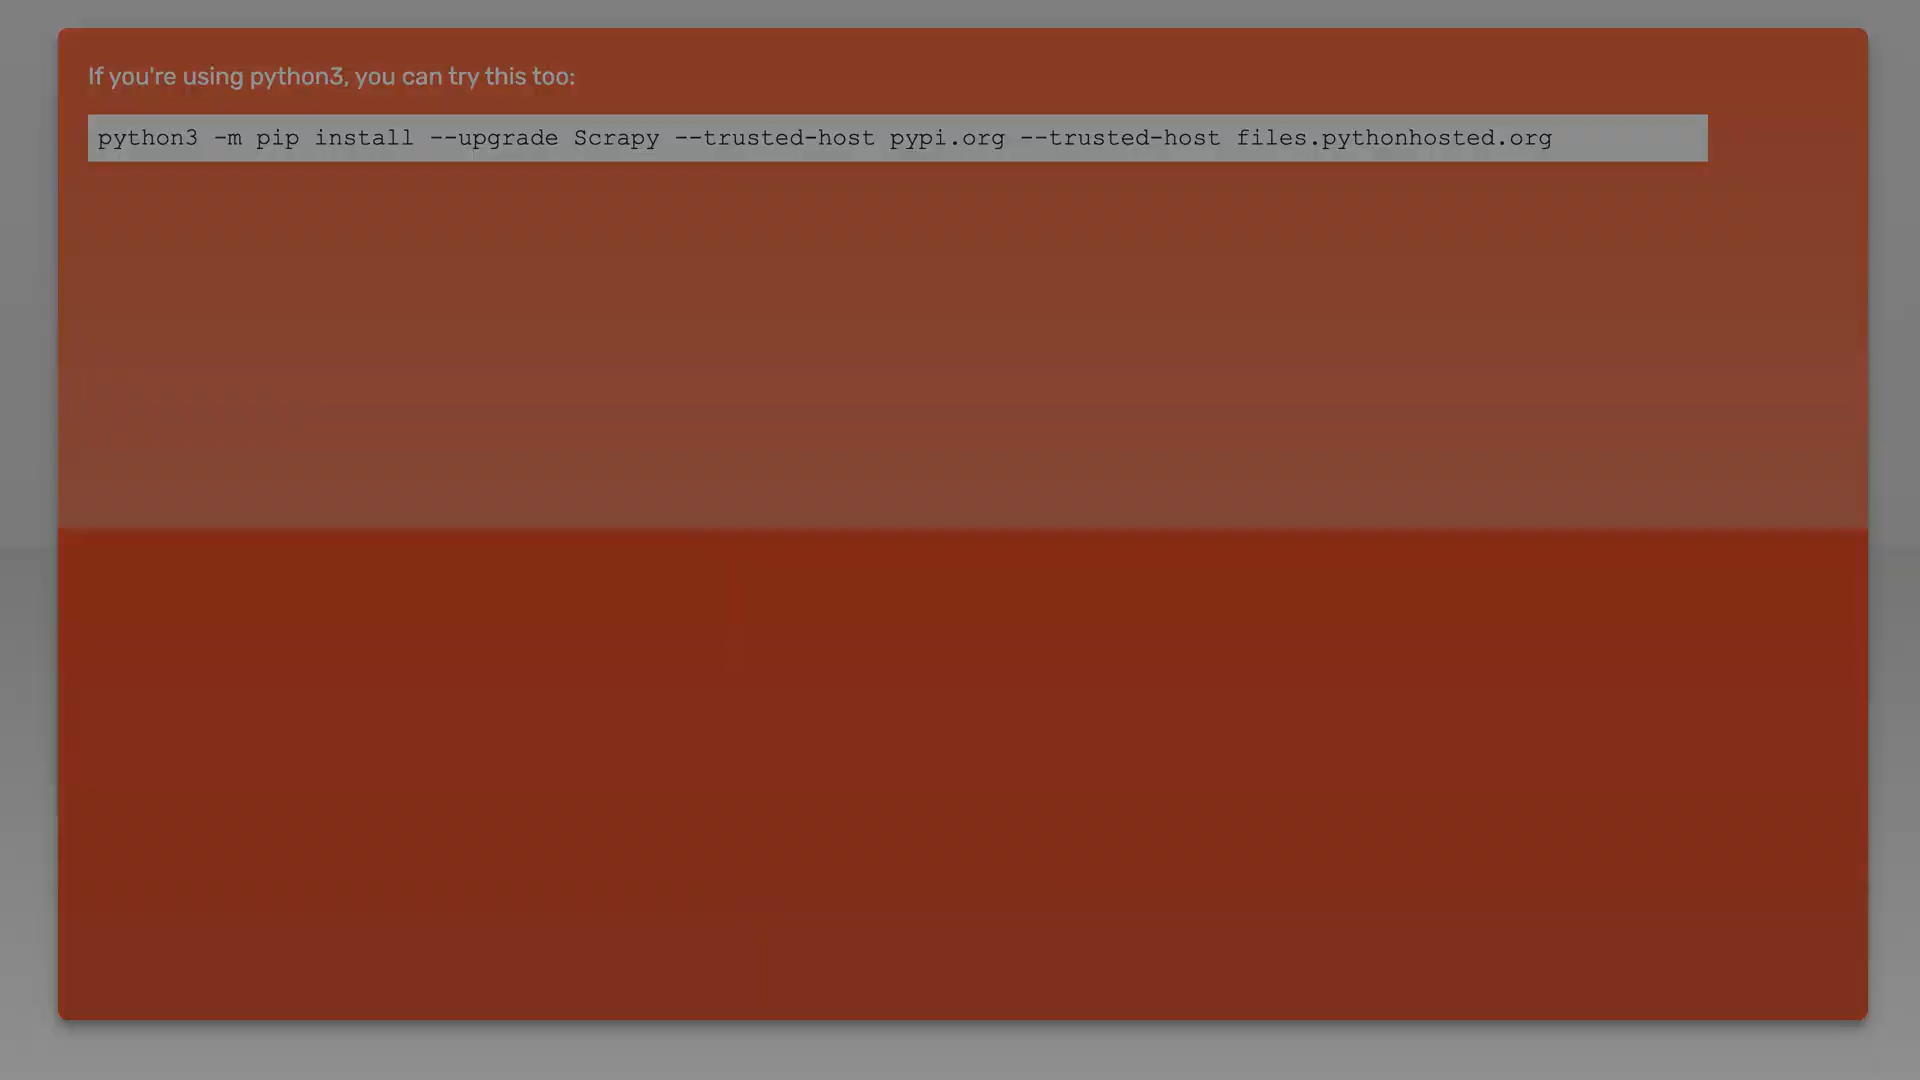 If you're using python3, you can try this too:
python3 -m pip install --upgrade Scrapy --trusted-host pypi.org --trusted-host files.pythonhosted.org